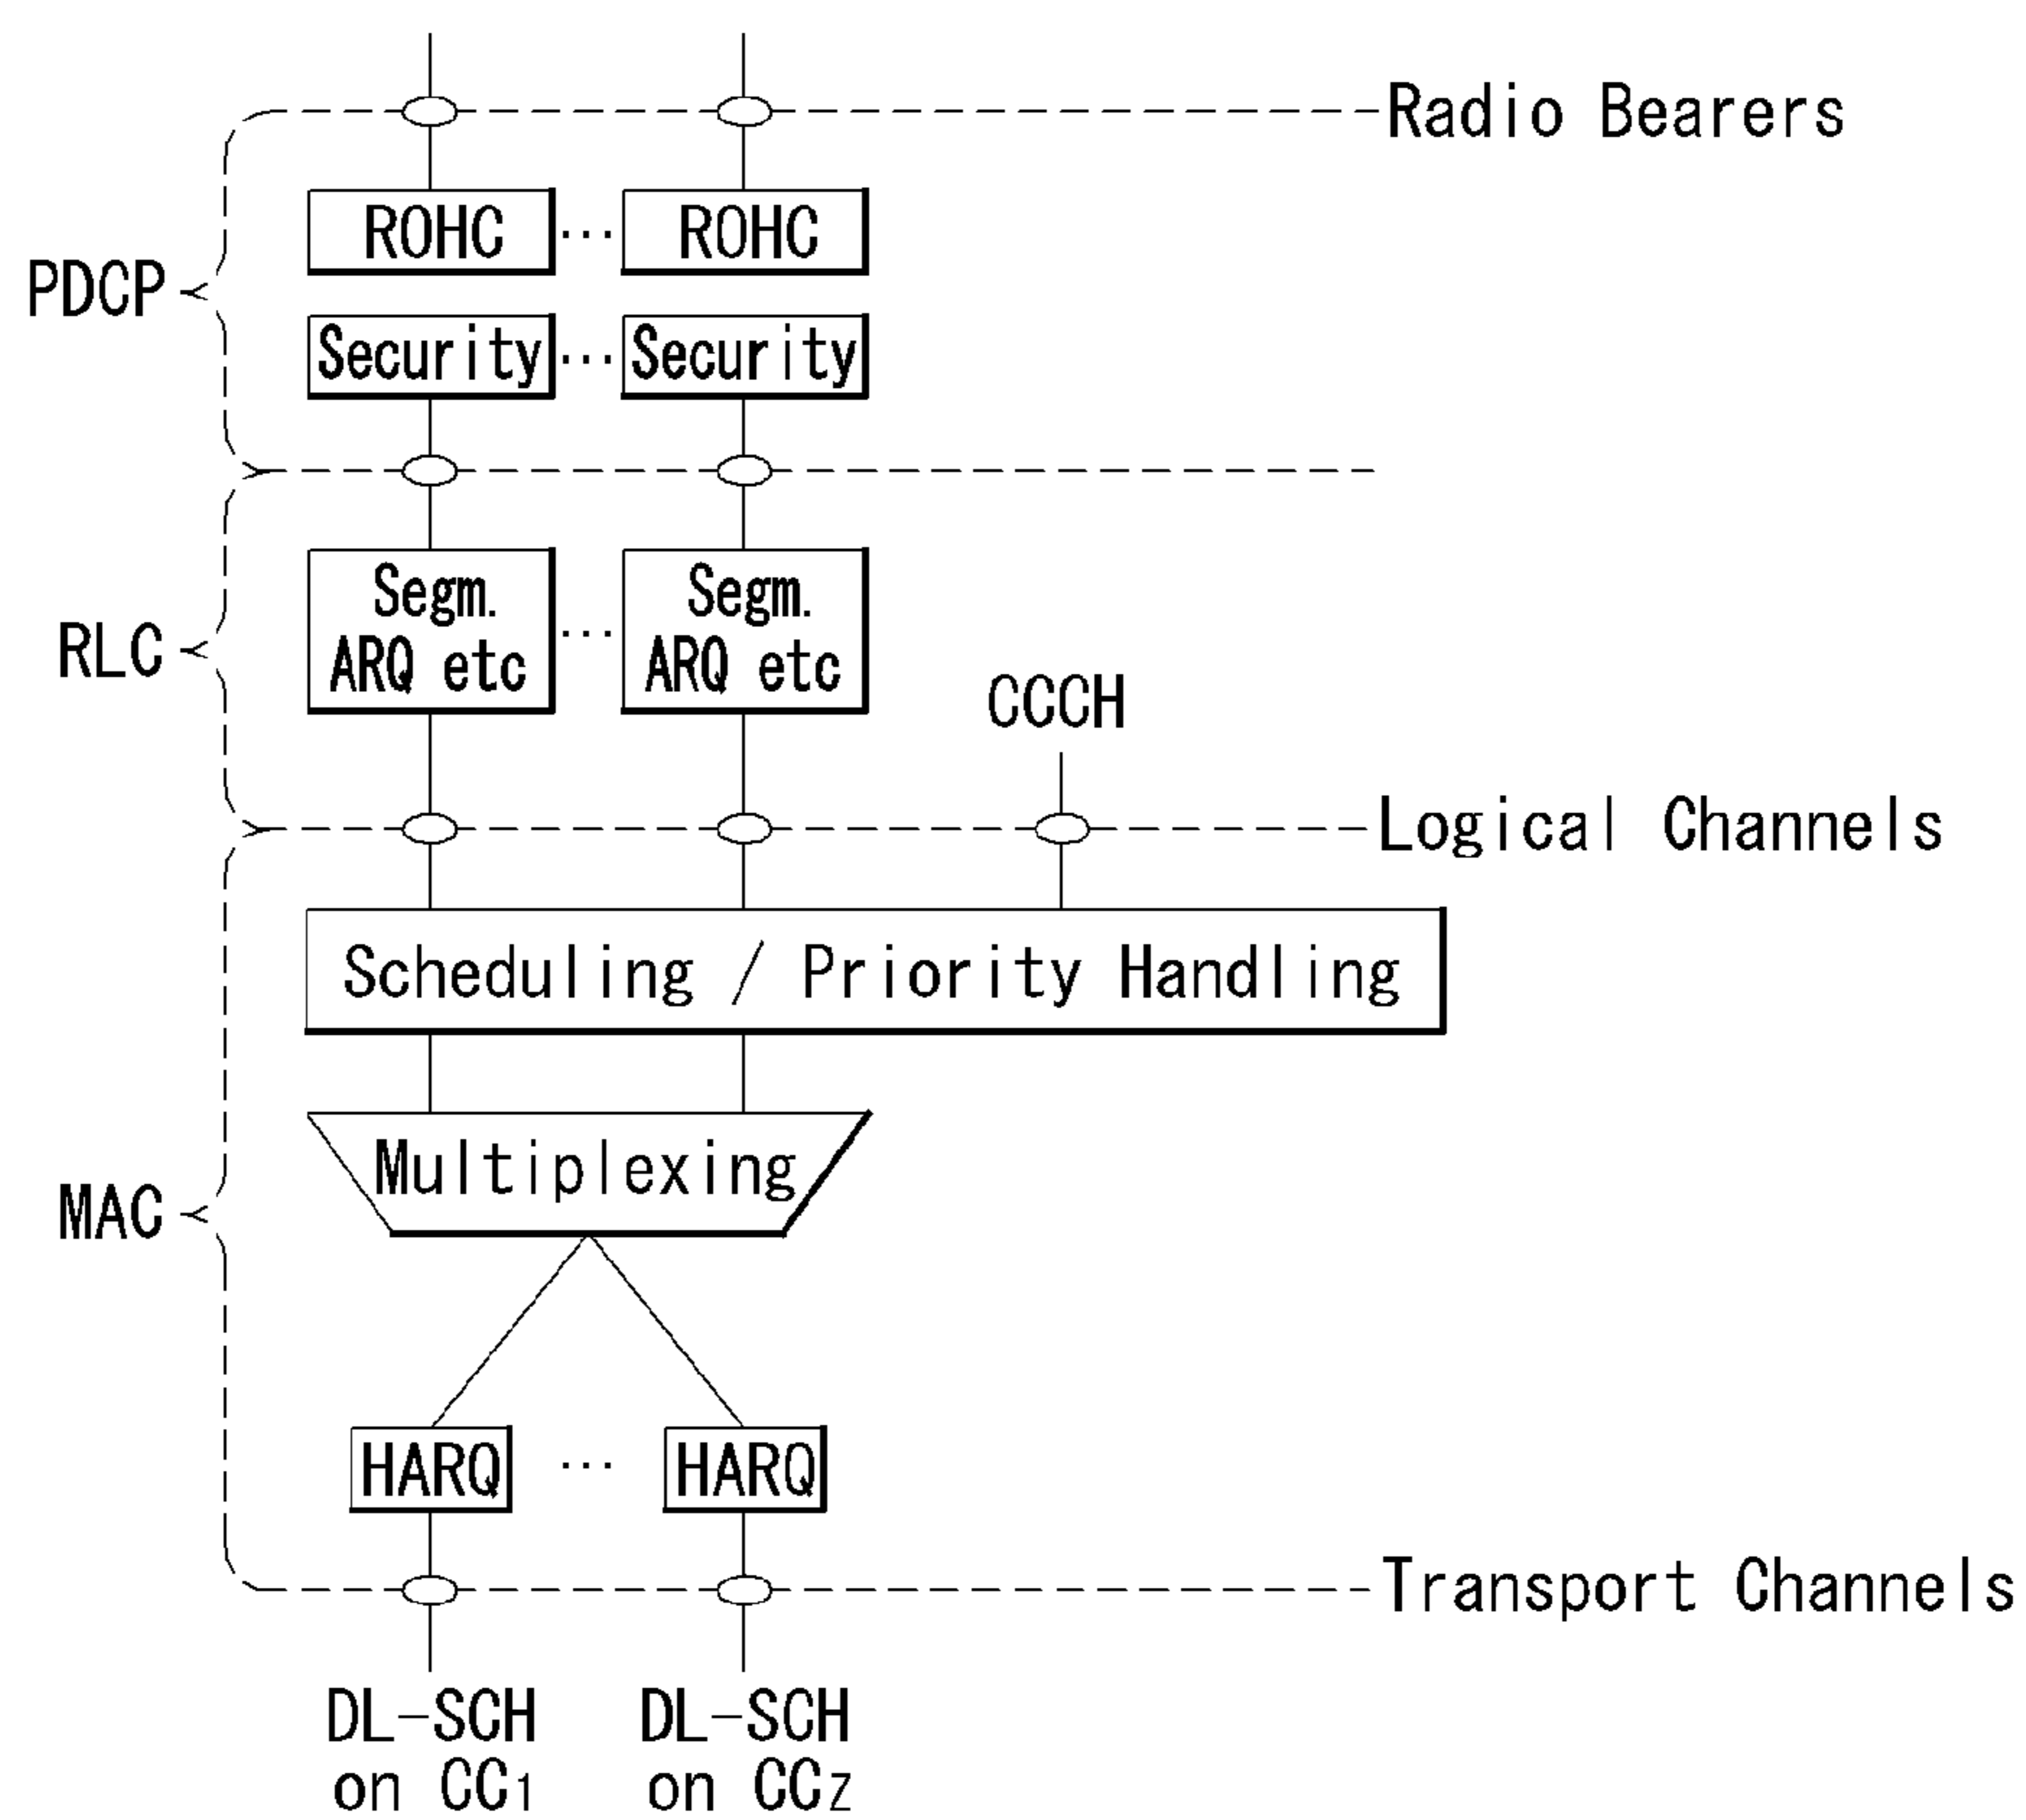 Radio Bearers
ROHC ... ROHC
PDCP
Security ... Security
Segm. ARQ etc ... Segm. ARQ etc
RLC
CCCH
Logical Channels
Scheduling / Priority Handling
Multiplexing
MAC
HARQ ... HARQ
Transport Channels
DL-SCH DL-SCH
on CC1 on CCZ